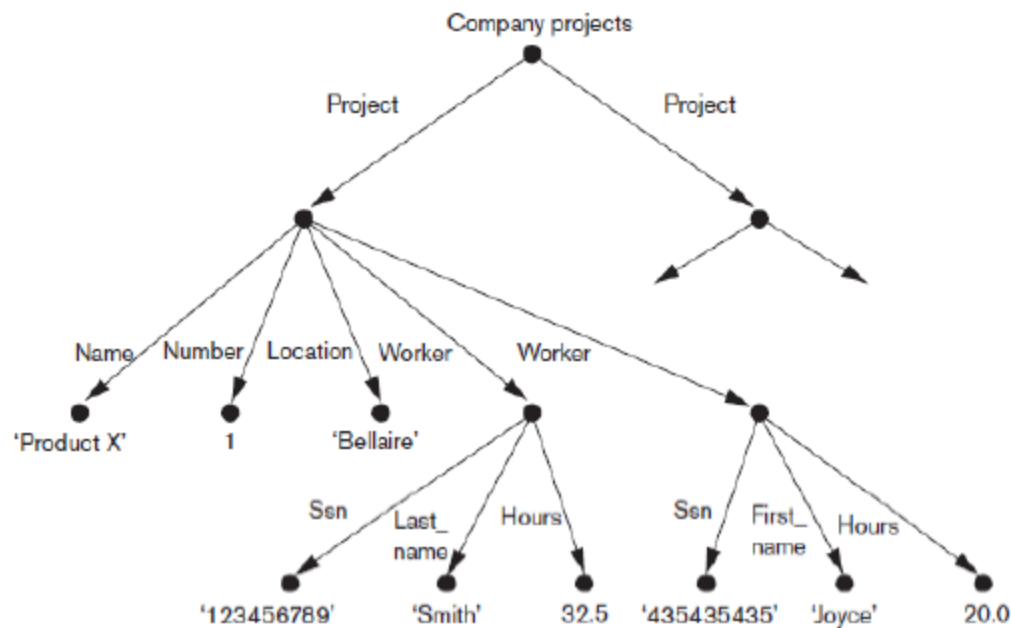 Company projects
Project Project
Name Number Location Worker Worker
'Product X' 1 'Bellaire'
Ssn Last_ Hours Ssn First_ Hours
name name
'123456789' 'Smith' 32.5 '435435435' 'Joyce' 20.0